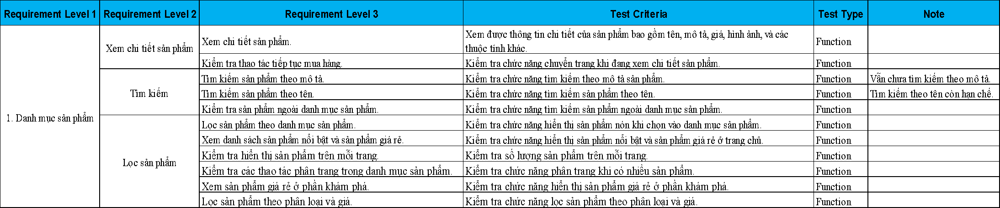 Requirement Level 1 Requirement Level 2 Requirement Level 3 Test Criteria Test Type Note
1. Danh mục sản phẩm
Xem chi tiết sản phẩm
Xem chi tiết sản phẩm.
Xem được thông tin chi tiết của sản phẩm bao gồm tên, mô tả, giá, hình ảnh, và các
thuộc tính khác.
Function
Kiểm tra thao tác tiếp tục mua hàng. Kiểm tra chức năng chuyển trang khi đang xem chi tiết sản phẩm. Function
Tìm kiếm
Tìm kiếm sản phẩm theo mô tả. Kiểm tra chức năng tìm kiếm theo mô tả sản phẩm. Function Vẫn chưa tìm kiếm theo mô tả.
Tìm kiếm sản phẩm theo tên. Kiểm tra chức năng tìm kiếm sản phẩm theo tên. Function Tìm kiếm theo tên còn hạn chế.
Kiểm tra sản phẩm ngoài danh mục sản phẩm. Kiểm tra chức năng tìm kiếm sản phẩm ngoài danh mục sản phẩm. Function
Lọc sản phẩm
Lọc sản phẩm theo danh mục sản phẩm. Kiểm tra chức năng hiển thị sản phẩm nón khi chọn vào danh mục sản phẩm. Function
Xem danh sách sản phẩm nổi bật và sản phẩm giá rẻ. Kiểm tra chức năng hiển thị sản phẩm nổi bật và sản phẩm giá rẻ ở trang chủ. Function
Kiểm tra hiển thị sản phẩm trên mỗi trang. Kiểm tra số lượng sản phẩm trên mỗi trang. Function
Kiểm tra các thao tác phân trang trong danh mục sản phẩm. Kiểm tra chức năng phân trang khi có nhiều sản phẩm. Function
Xem sản phẩm giá rẻ ở phần khám phá. Kiểm tra chức năng hiển thị sản phẩm giá rẻ ở phần khám phá. Function
Lọc sản phẩm theo phân loại và giá. Kiểm tra chức năng lọc sản phẩm theo phân loại và giá. Function